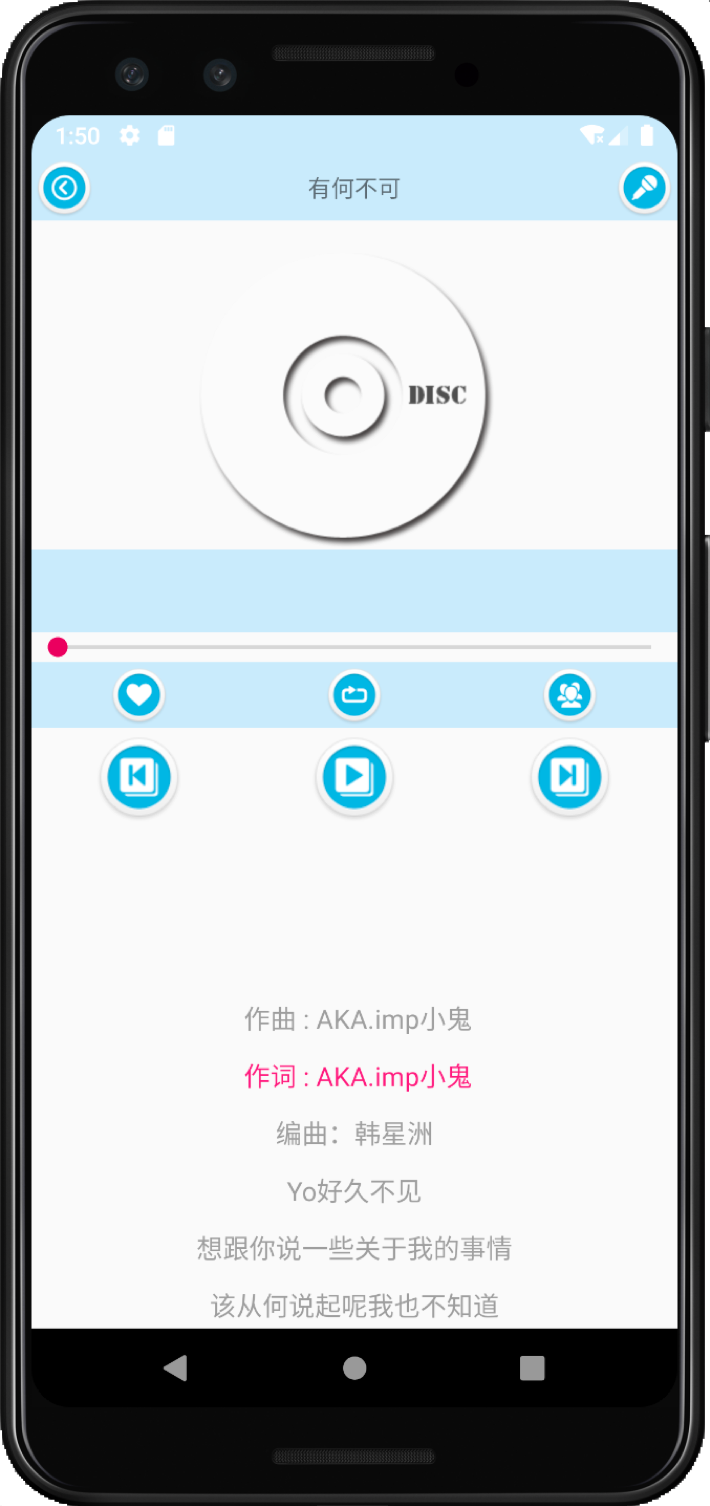 1:50
有何不可
DISC
作曲 : AKA.imp小鬼
作词 : AKA.imp小鬼
编曲：韩星洲
Yo好久不见
想跟你说一些关于我的事情
该从何说起呢我也不知道